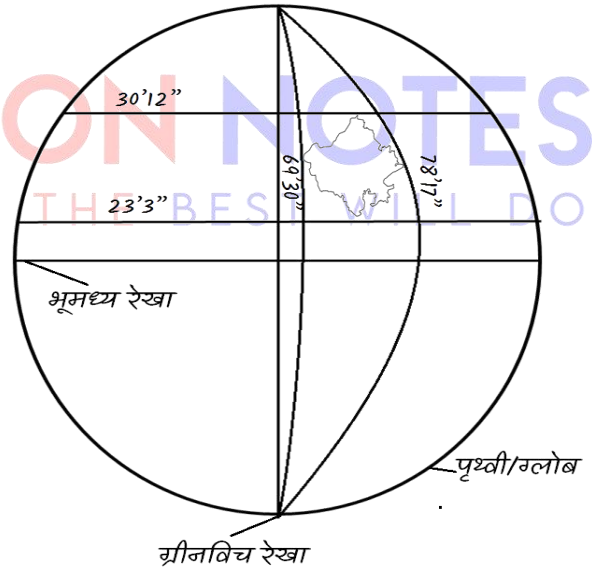 ON NOTES
30'12"
THE BEST WILL DO
69'30"
78'17"
23'3"
भूमध्य रेखा
पृथ्वी/ग्लोब
ग्रीनविच रेखा